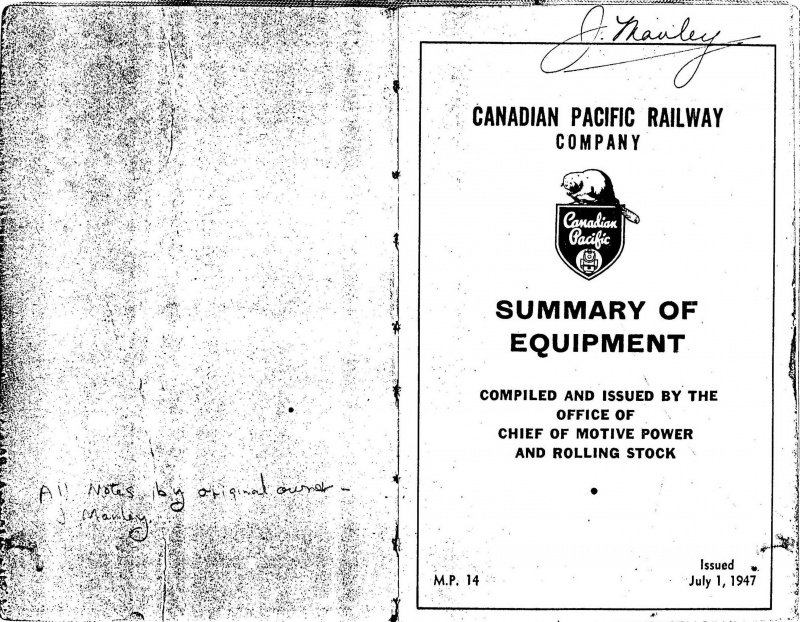 All Notes by original owner –
J Manley.
J. Manley
CANADIAN PACIFIC RAILWAY
COMPANY
Canadian
Pacific
SUMMARY OF
EQUIPMENT
COMPILED AND ISSUED BY THE
OFFICE OF
CHIEF OF MOTIVE POWER
AND ROLLING STOCK
M.P. 14
Issued
July 1, 1947